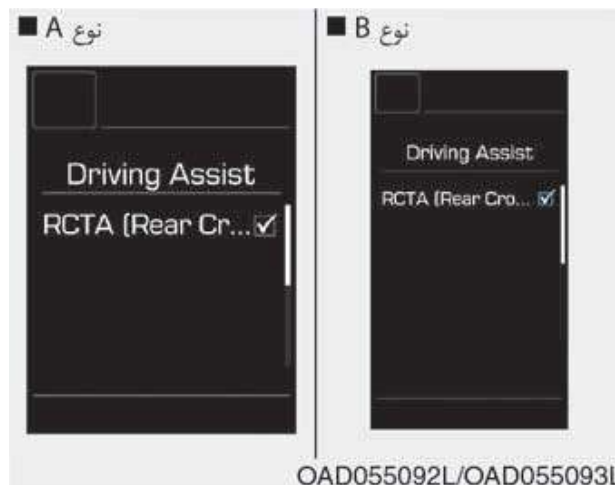 ■ نوع A
Driving Assist
RCTA (Rear Cr...
■ نوع B
Driving Assist
RCTA (Rear Cro...
OAD055092L/OAD055093L